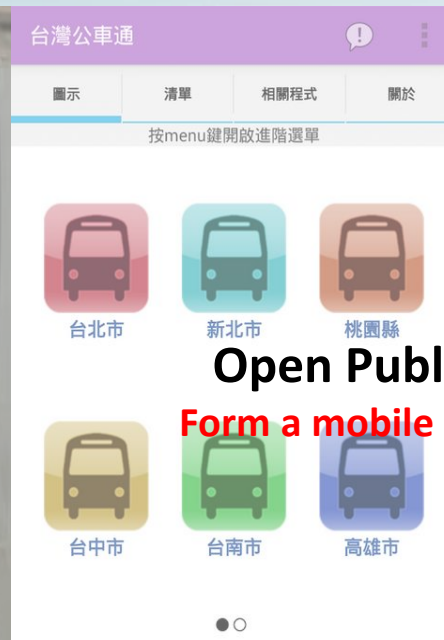 台灣公車通
圖示 清單 相關程式 關於
按menu鍵開啟進階選單
台北市 新北市 桃園縣
Open Publ
Form a mobile
台中市 台南市 高雄市